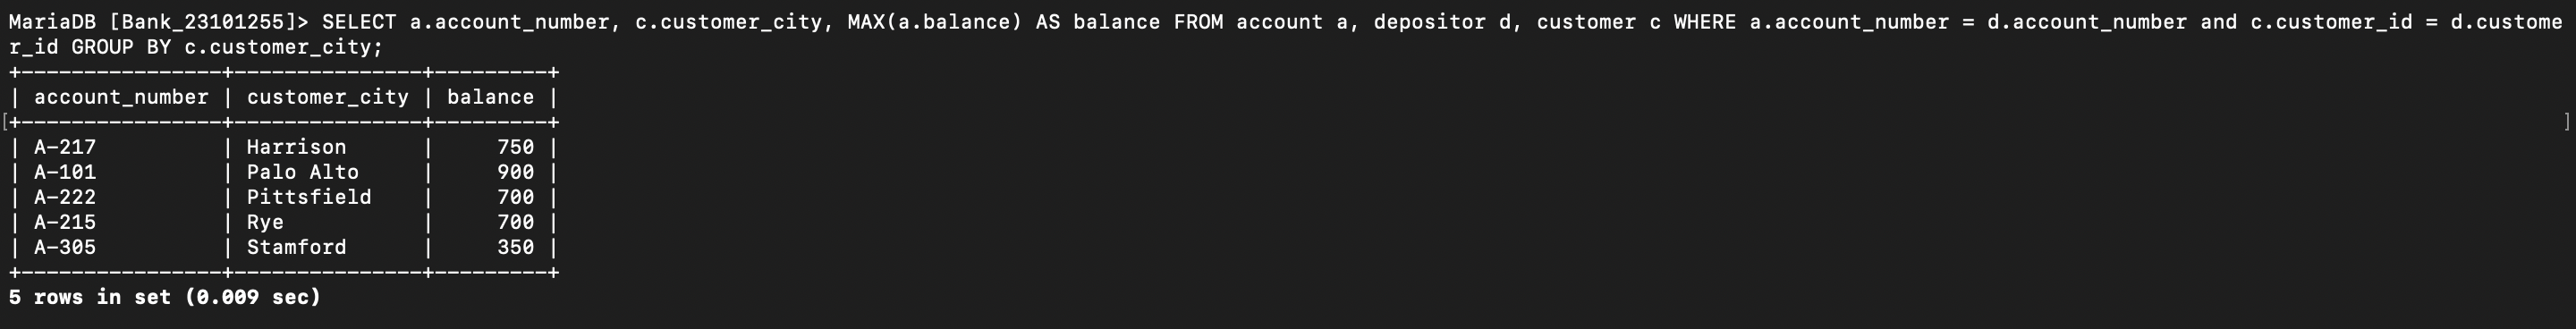 MariaDB [Bank_23101255]> SELECT a.account_number, c.customer_city, MAX(a.balance) AS balance FROM account a, depositor d, customer c WHERE a.account_number = d.account_number and c.customer_id = d.custome
r_id GROUP BY c.customer_city;
+----------------+---------------+---------+
| account_number | customer_city | balance |
[+----------------+---------------+---------+ ]
| A-217          | Harrison      |     750 |
| A-101          | Palo Alto     |     900 |
| A-222          | Pittsfield    |     700 |
| A-215          | Rye           |     700 |
| A-305          | Stamford      |     350 |
+----------------+---------------+---------+
5 rows in set (0.009 sec)